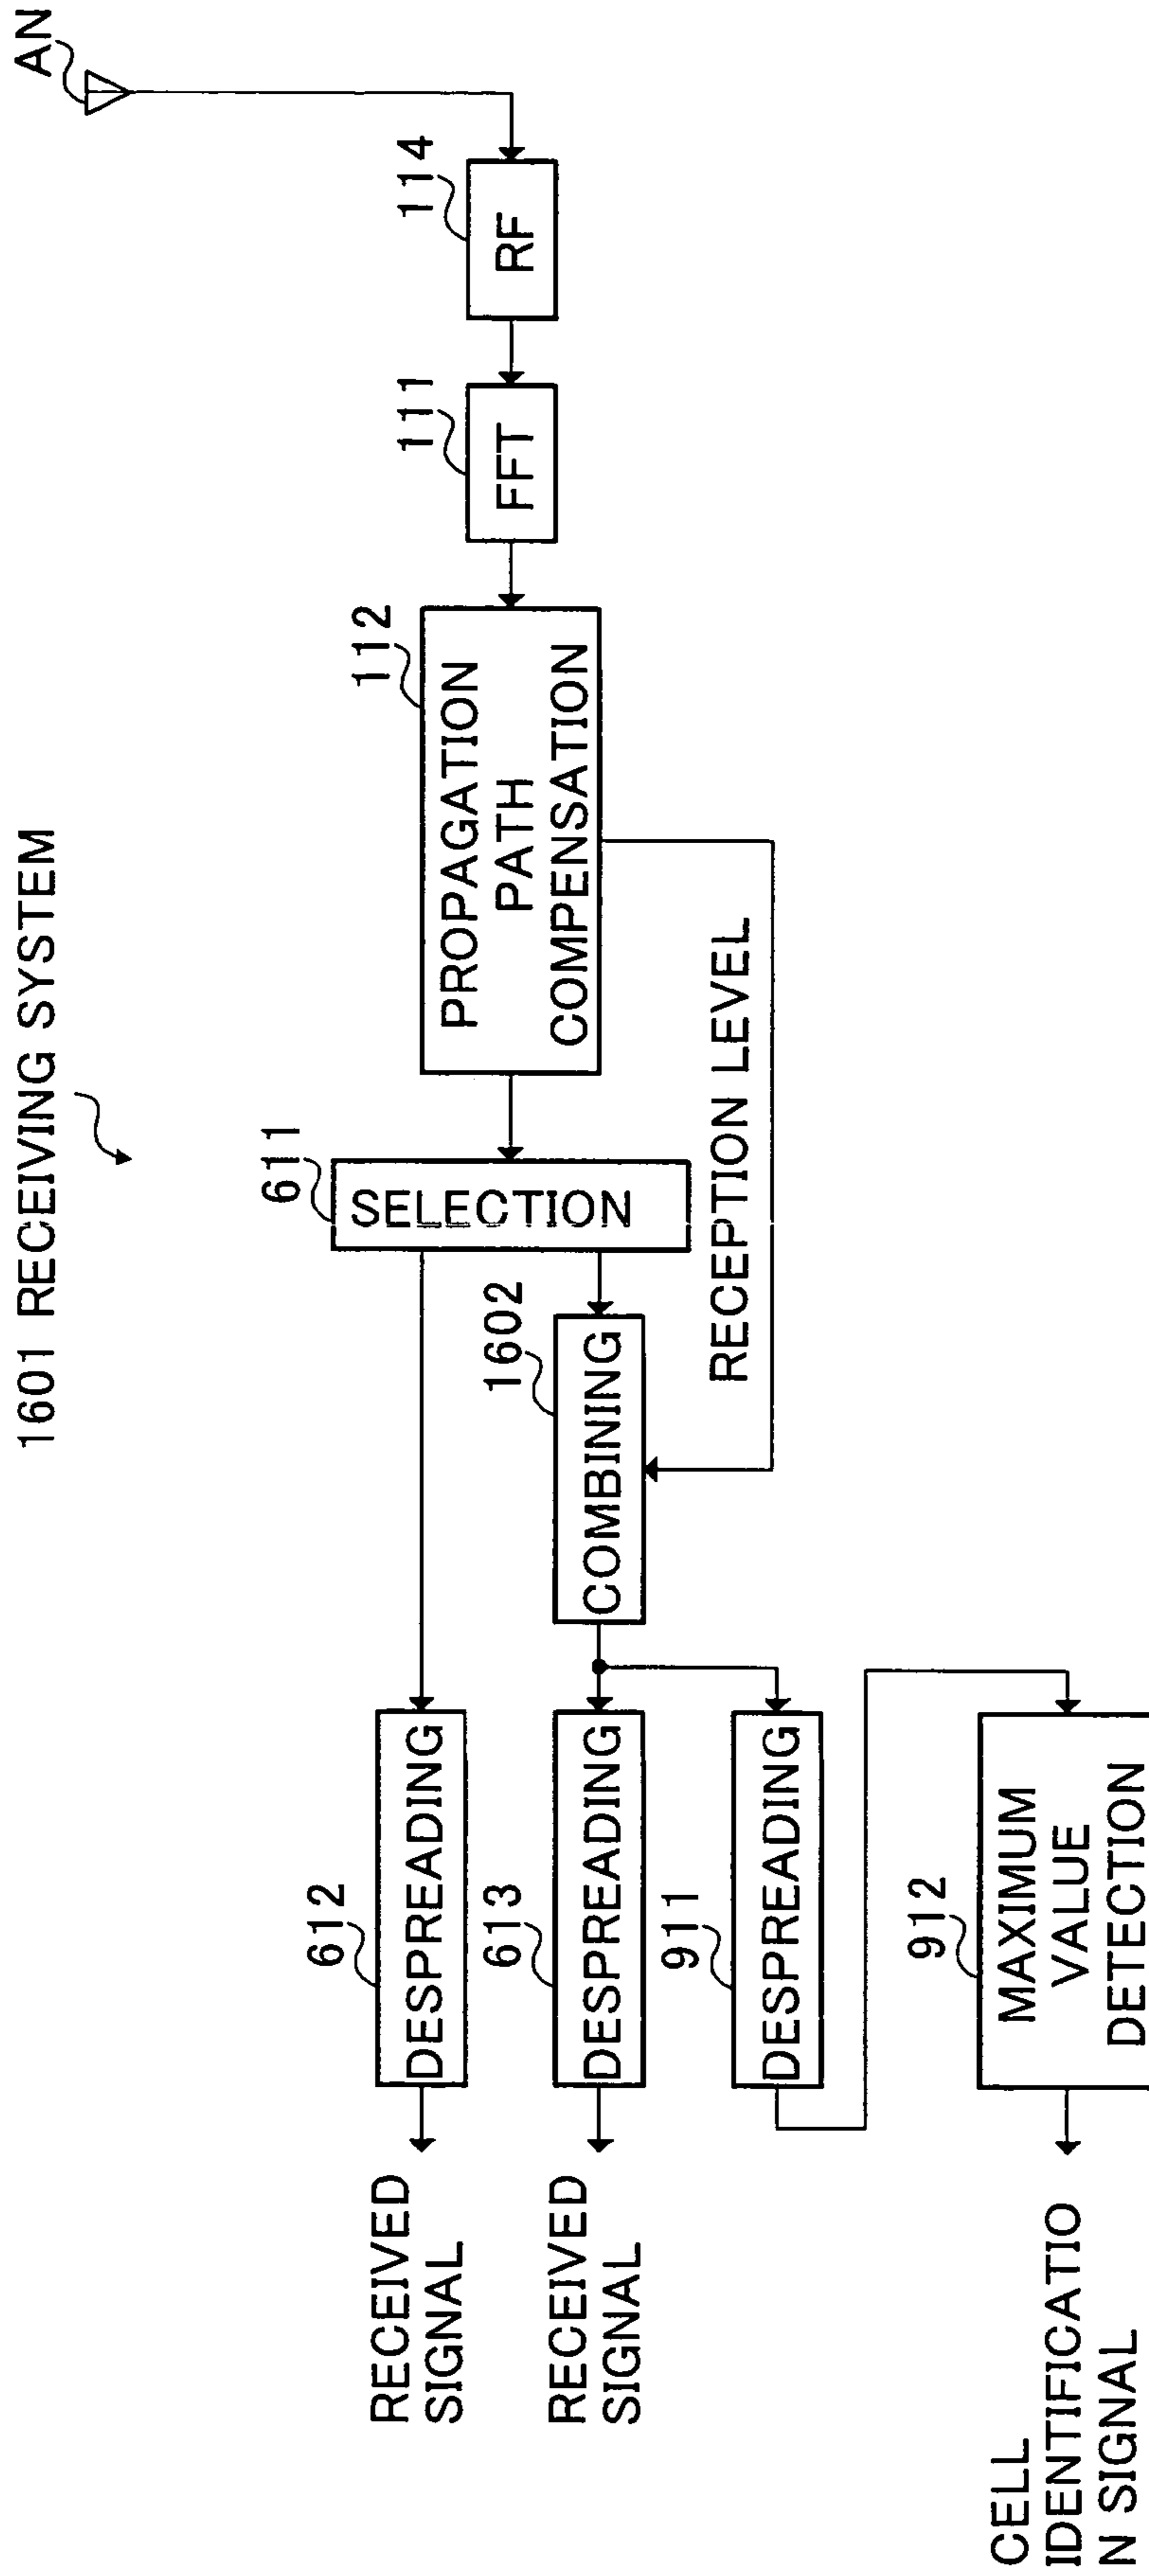 1601 RECEIVING SYSTEM
AN
114
RF
111
FFT
112
PROPAGATION
PATH
COMPENSATION
RECEPTION LEVEL
611
SELECTION
1602
COMBINING
612
DESPREADING
613
DESPREADING
911
DESPREADING
912
MAXIMUM
VALUE
DETECTION
RECEIVED
SIGNAL
RECEIVED
SIGNAL
CELL
IDENTIFICATIO
N SIGNAL